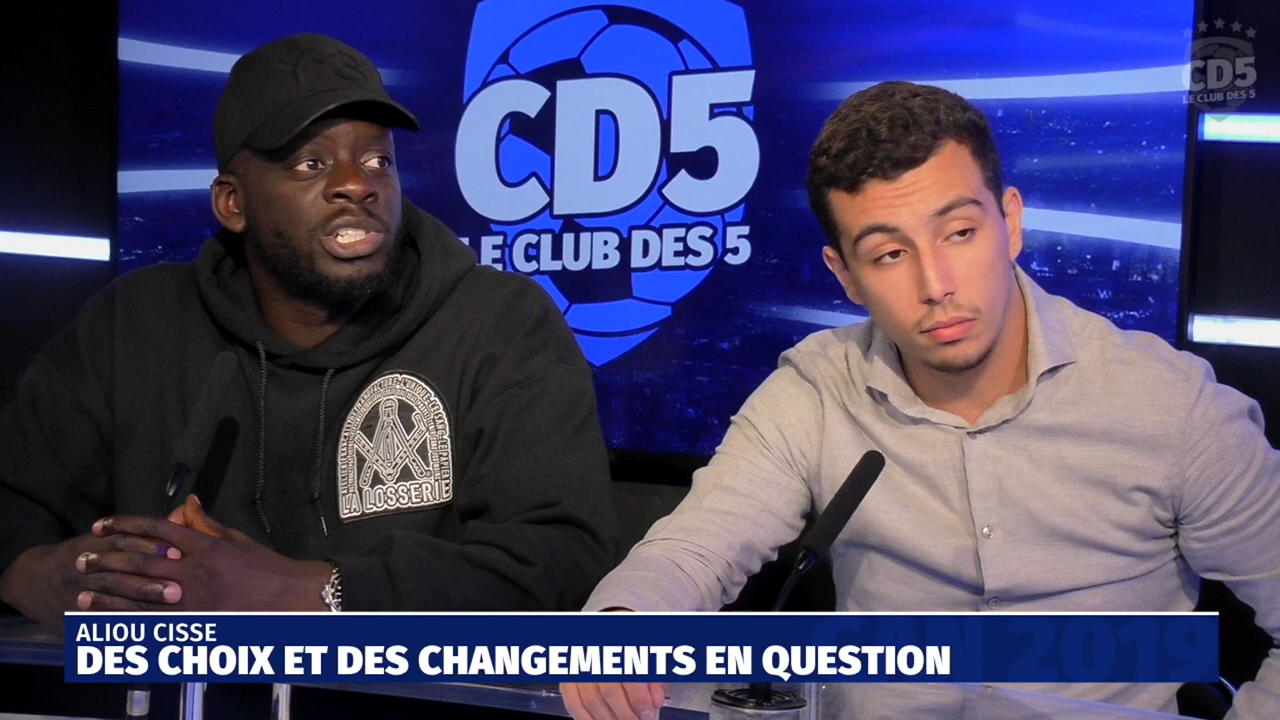 CD5
LE CLUB DES 5
CD5
LE CLUB DES 5
LA LOSSERIE
ALIOU CISSE
DES CHOIX ET DES CHANGEMENTS EN QUESTION
CAN 2019